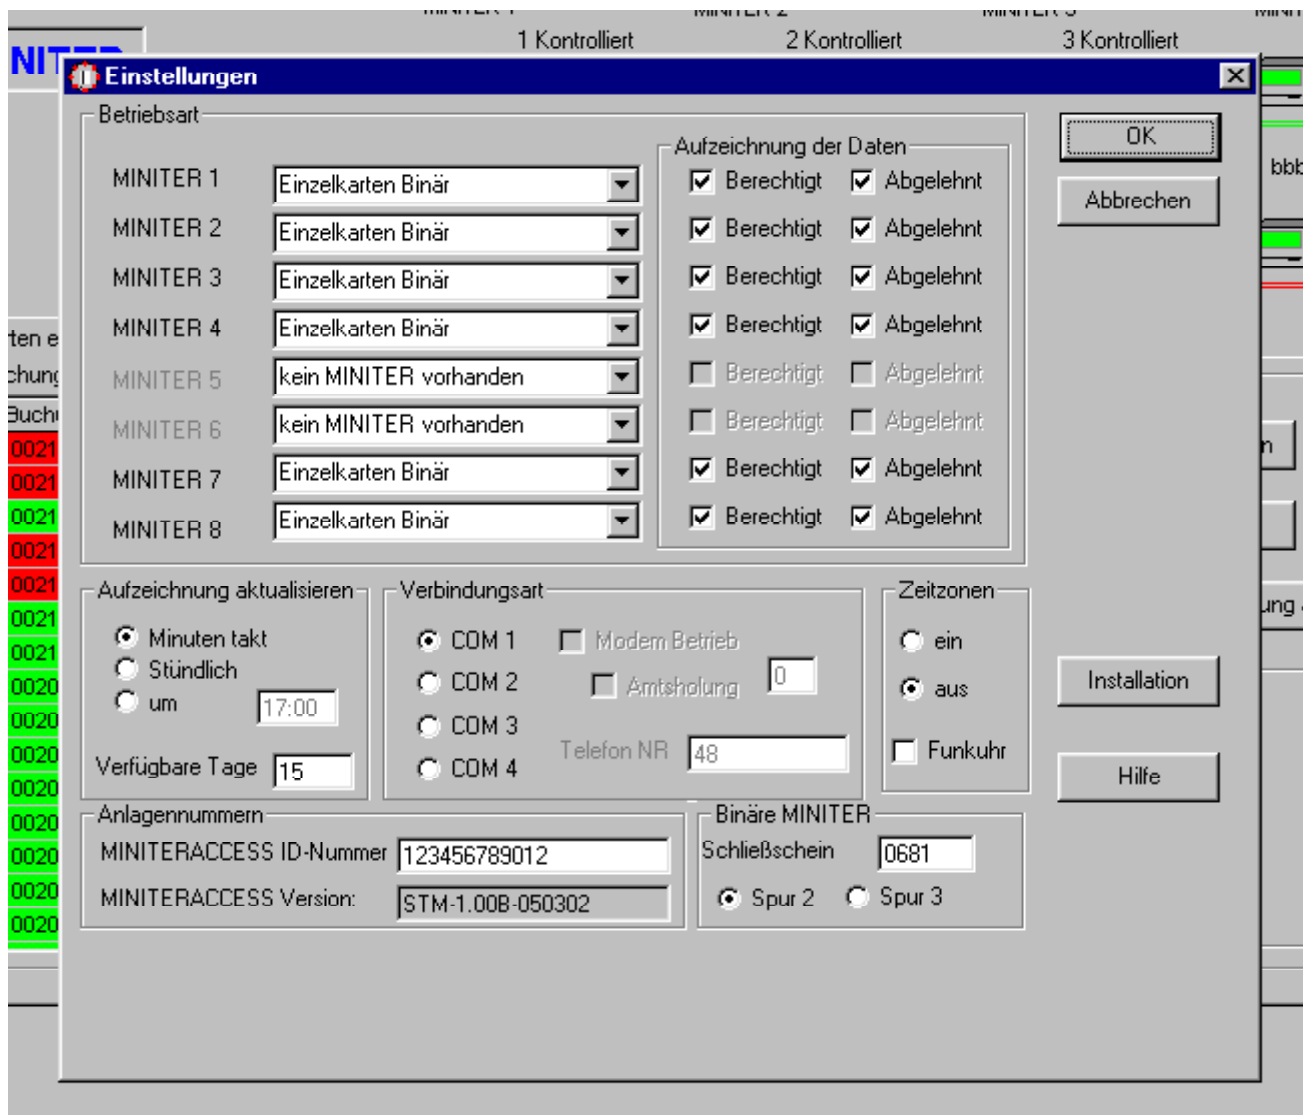 1 Kontrolliert 2 Kontrolliert 3 Kontrolliert
Einstellungen
Betriebsart
Aufzeichnung der Daten
OK
Abbrechen
MINITER 1 Einzelkarten Binär Berechtigt Abgelehnt
MINITER 2 Einzelkarten Binär Berechtigt Abgelehnt
MINITER 3 Einzelkarten Binär Berechtigt Abgelehnt
MINITER 4 Einzelkarten Binär Berechtigt Abgelehnt
MINITER 5 kein MINITER vorhanden Berechtigt Abgelehnt
MINITER 6 kein MINITER vorhanden Berechtigt Abgelehnt
MINITER 7 Einzelkarten Binär Berechtigt Abgelehnt
MINITER 8 Einzelkarten Binär Berechtigt Abgelehnt
0021
0021
0021
0021
0021
0021
0021
0020
0020
0020
0020
0020
0020
0020
0020
Aufzeichnung aktualisieren
Minuten takt
Stündlich
um 17:00
Verfügbare Tage 15
Verbindungsart
COM 1 Modem Betrieb
COM 2 Amtsholung 0
COM 3
Telefon NR 48
COM 4
Zeitzonen
ein
aus
Funkuhr
Installation
Hilfe
Anlagennummern
MINITERACCESS ID-Nummer 123456789012
MINITERACCESS Version: STM-1.00B-050302
Binäre MINITER
Schließschein 0681
Spur 2 Spur 3